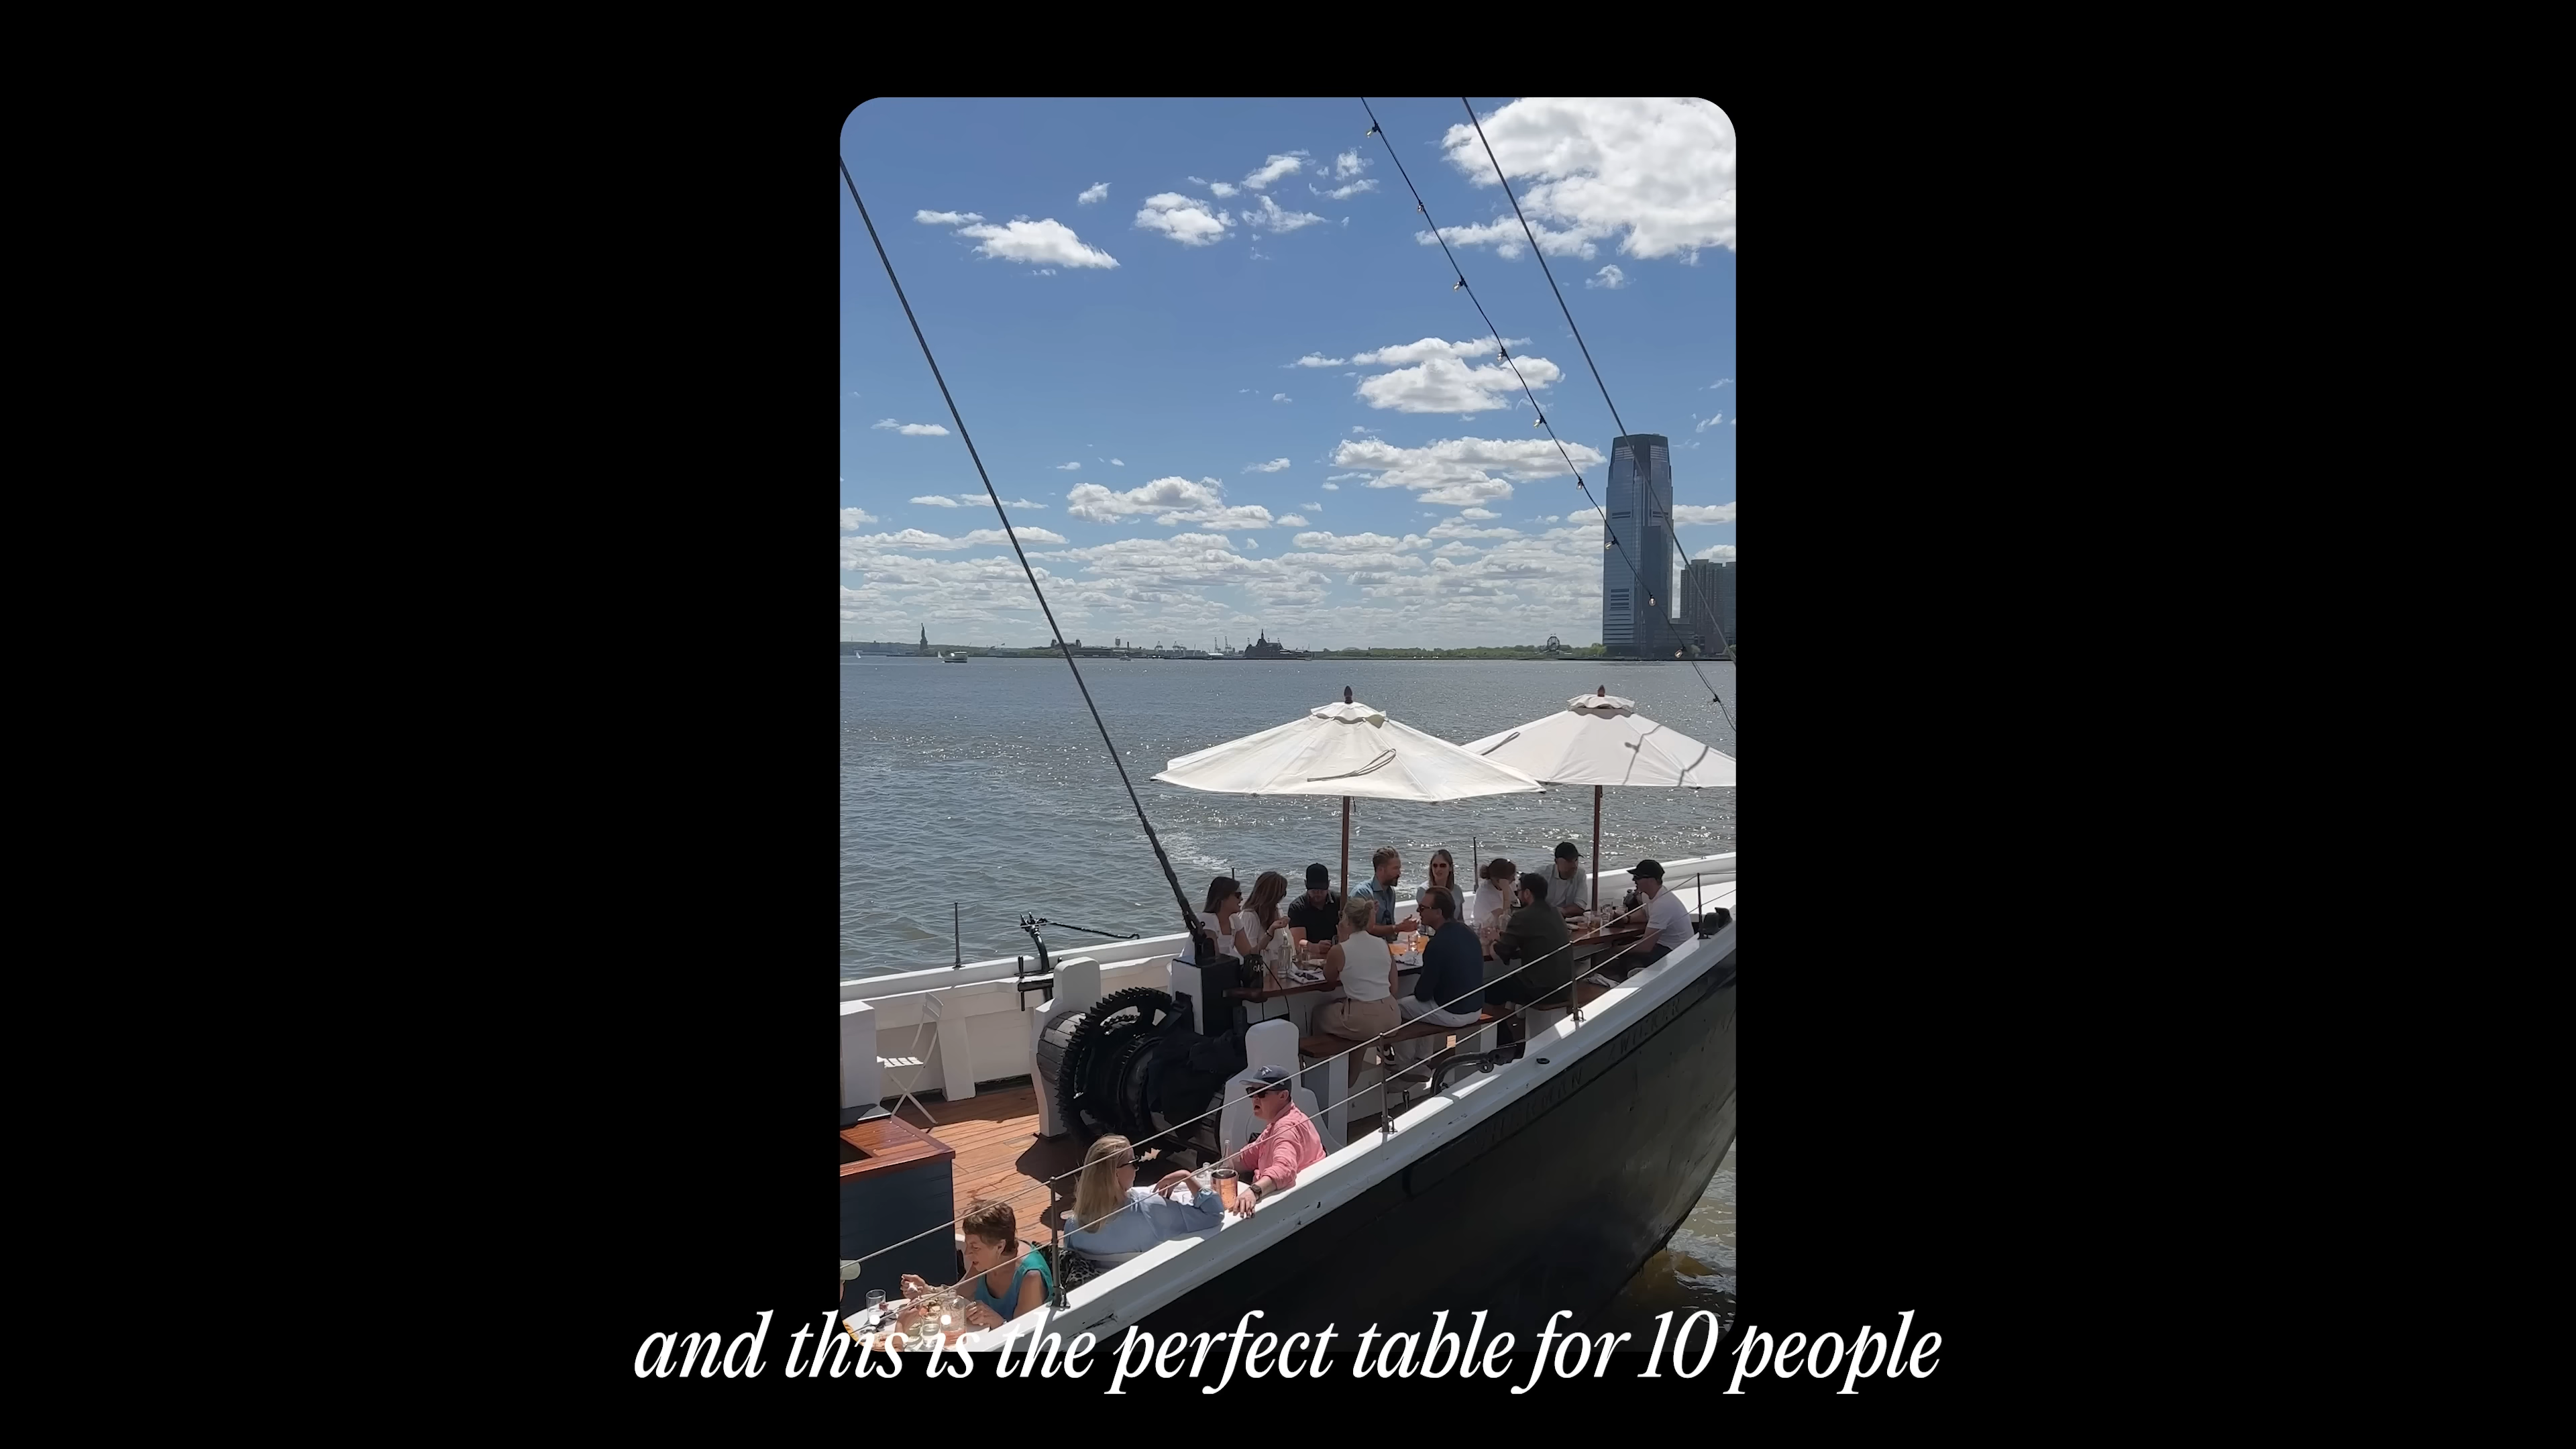 and this is the perfect table for 10 people